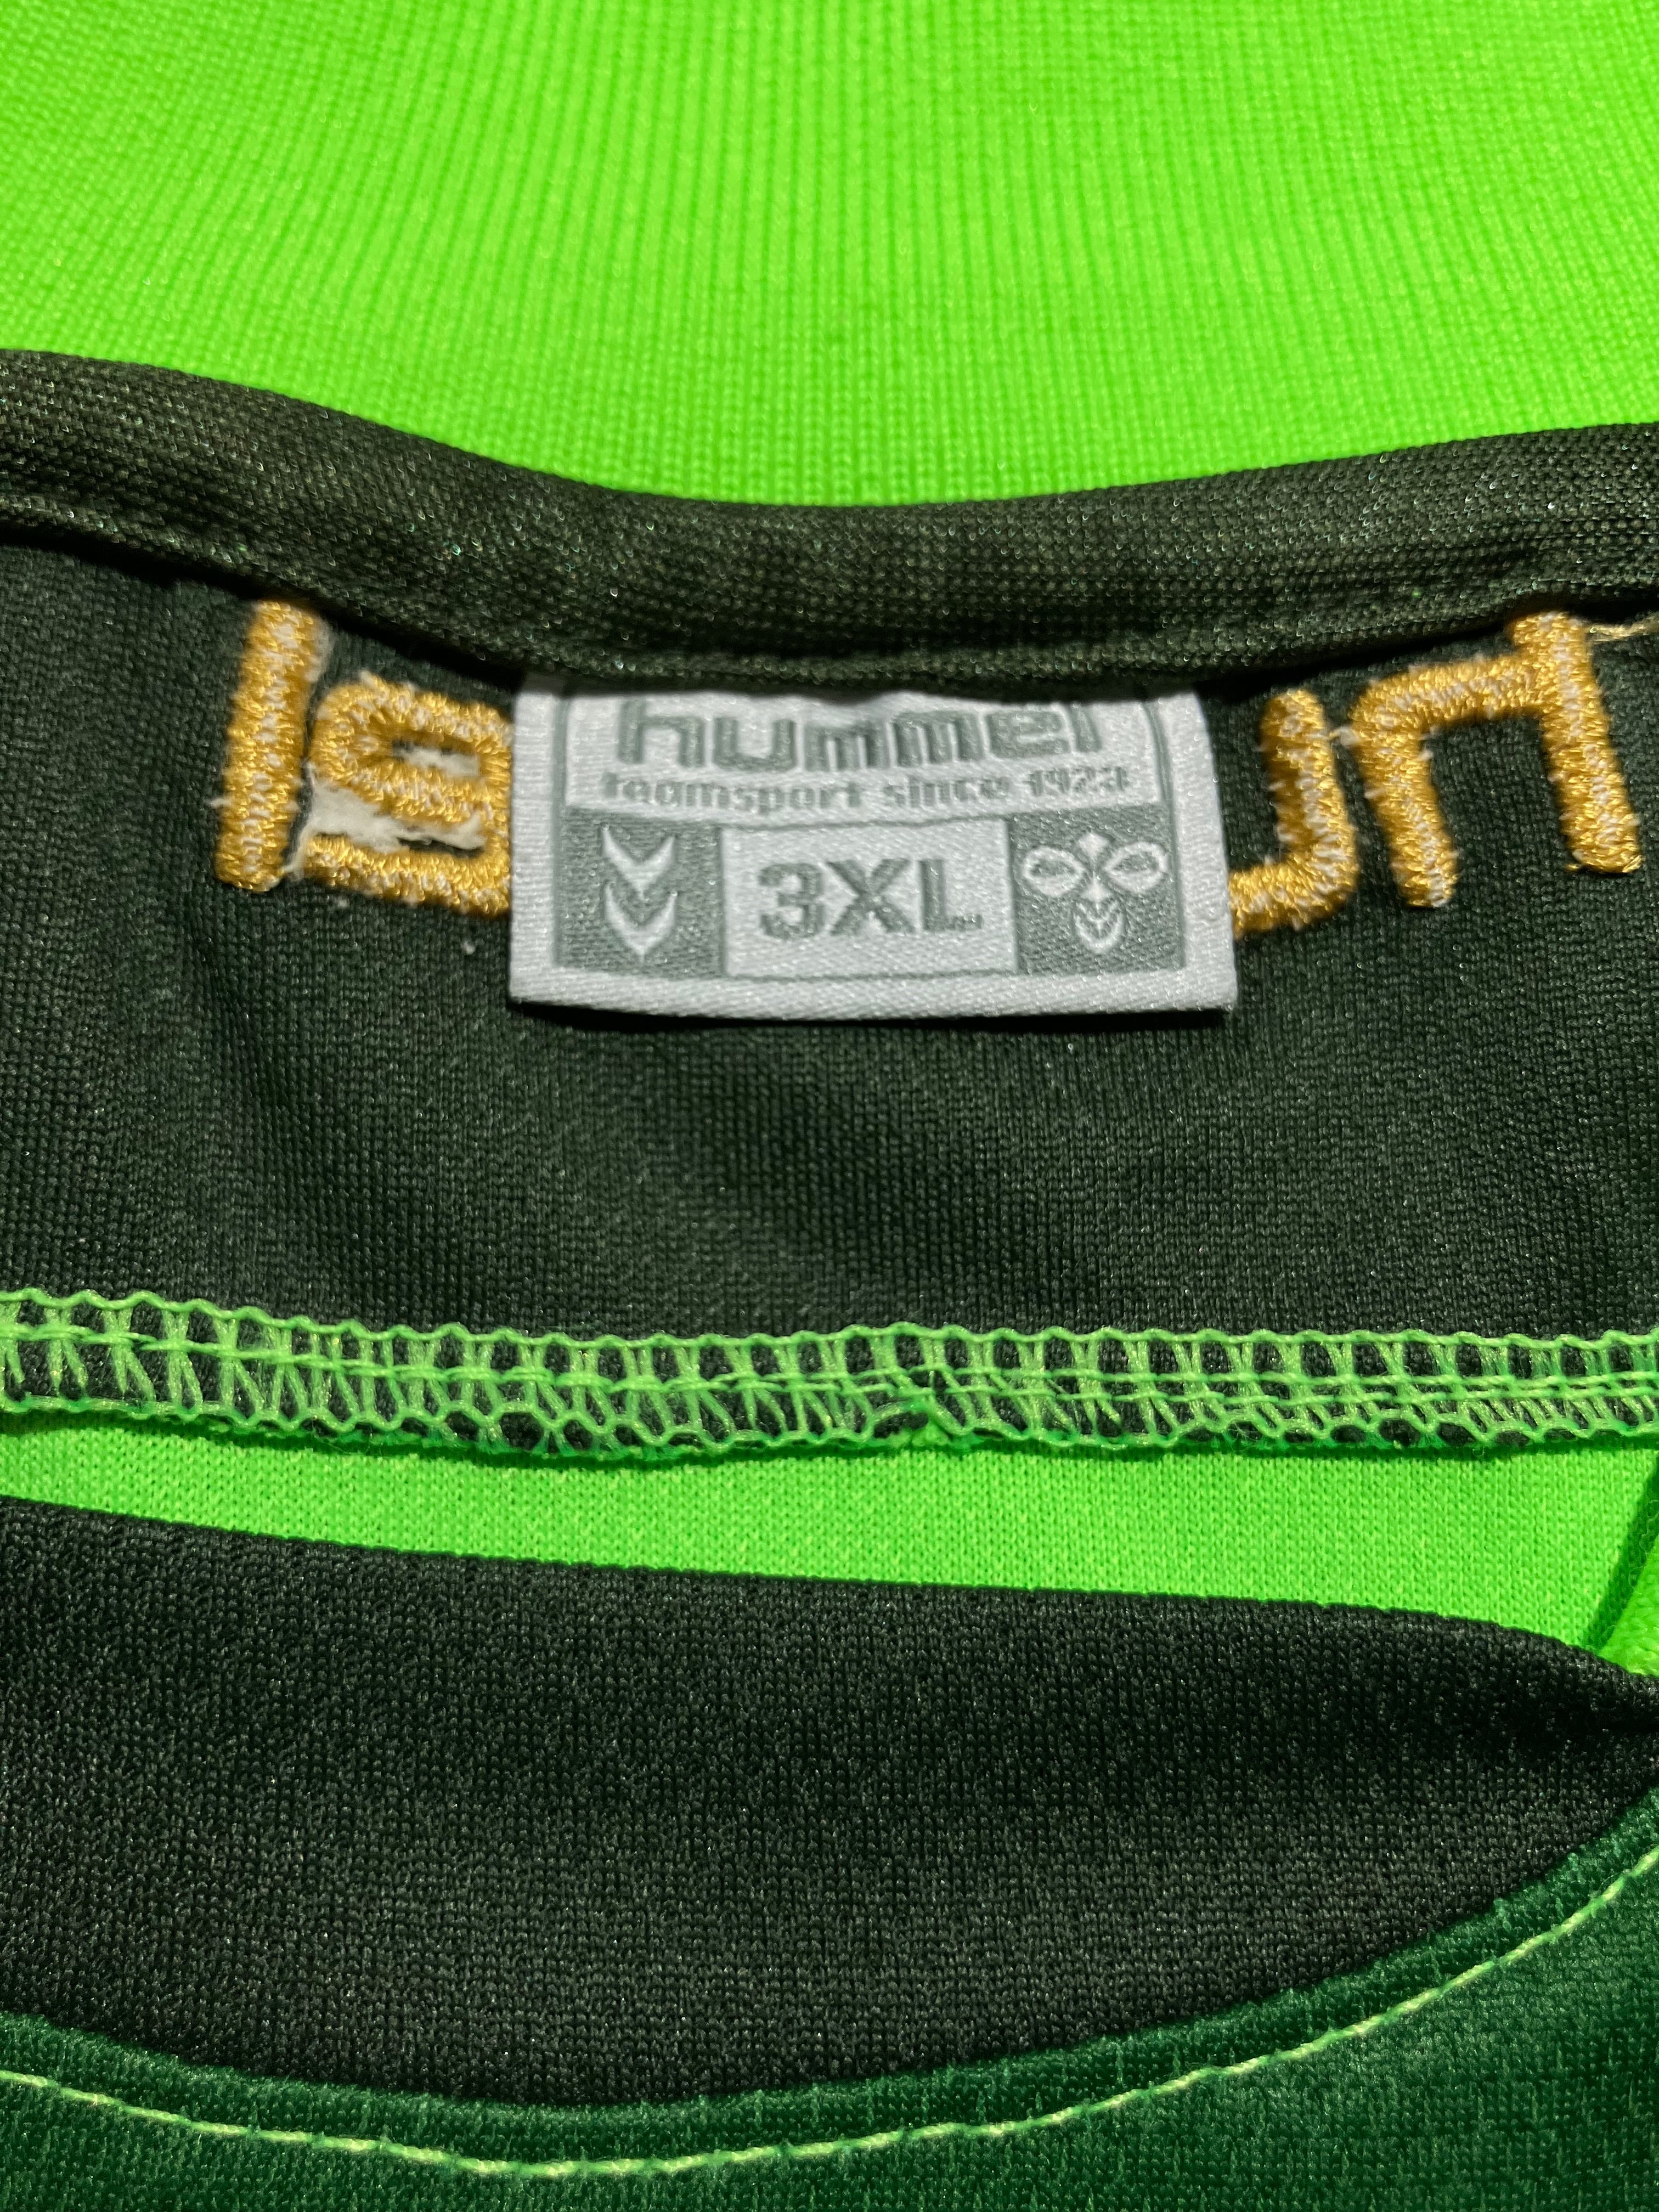 hummel
teamsport since 1923
3XL